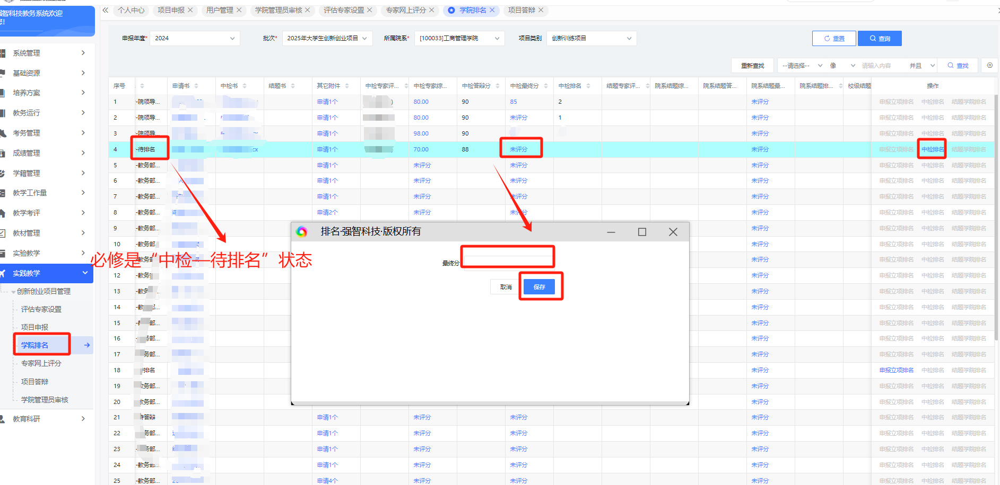 强智科技教务系统欢迎
您!
个人中心 项目申报 用户管理 学院管理员审核 评估专家设置 专家网上评分 学院排名 项目答辩
申报年度* 2024 批次* 2025年大学生创新创业项目 所属院系* [100033]工商管理学院 项目类别 创新训练项目 重置 查询
重新查找 --请选择-- 像 请输入内容 并且 查找
系统管理
基础资源
培养方案
教务运行
考务管理
成绩管理
学籍管理
教学工作量
教学考评
教材管理
实验教学
实践教学
创新创业项目管理
评估专家设置
项目申报
学院排名
专家网上评分
项目答辩
学院管理员审核
教育科研
序号 申请书 中检书 结题书 其它附件 中检专家评... 中检专家综... 中检答辩分 中检最终分 中检排名 结题专家评... 院系结题综... 院系结题答... 院系结题最... 院系结题排... 校级结题 操作
1 -院领导... 申请1个 80.00 90 85 2 未评分 申报立项排名 中检排名 结题学院排名
2 -院领导... 申请1个 80.00 90 未评分 1 未评分 申报立项排名 中检排名 结题学院排名
3 -院领导... cx 申请1个 98.00 90 未评分 申报立项排名 中检排名 结题学院排名
4 -待排名 cx 申请1个 70.00 88 未评分 未评分 申报立项排名 中检排名 结题学院排名
5 -教务部... 申请1个 未评分 未评分 未评分 申报立项排名 中检排名 结题学院排名
6 -教务部... 申请1个 未评分 未评分 未评分 申报立项排名 中检排名 结题学院排名
7 -教务部... 申请1个 未评分 未评分 未评分 申报立项排名 中检排名 结题学院排名
8 -教务部... 申请2个 未评分 未评分 未评分 申报立项排名 中检排名 结题学院排名
9 -教务部... 未评分 申报立项排名 中检排名 结题学院排名
10 -教务部 未评分 申报立项排名 中检排名 结题学院排名
-教务部... 未评分 申报立项排名 中检排名 结题学院排名
12 -教务 未评分 申报立项排名 中检排名 结题学院排名
13 -教务 未评分 申报立项排名 中检排名 结题学院排名
14 部... 未评分 申报立项排名 中检排名 结题学院排名
15 部... 未评分 申报立项排名 中检排名 结题学院排名
16 务部... 未评分 申报立项排名 中检排名 结题学院排名
17 务部... 未评分 申报立项排名 中检排名 结题学院排名
18 排名 未评分 申报立项排名 中检排名 结题学院排名
19 教务部... 未评分 申报立项排名 中检排名 结题学院排名
20 务部... 未评分 申报立项排名 中检排名 结题学院排名
21 待答辩 申请1个 未评分 未评分 未评分 申报立项排名 中检排名 结题学院排名
22 务部... 申请1个 未评分 未评分 未评分 申报立项排名 中检排名 结题学院排名
23 务部... 申请1个 未评分 未评分 未评分 申报立项排名 中检排名 结题学院排名
24 教务部... 申请1个 未评分 未评分 未评分 申报立项排名 中检排名 结题学院排名
25 -教务部... 申请4个 未评分 未评分 未评分 申报立项排名 中检排名 结题学院排名
必修是“中检—待排名”状态
排名·强智科技·版权所有
最终分
取消 保存